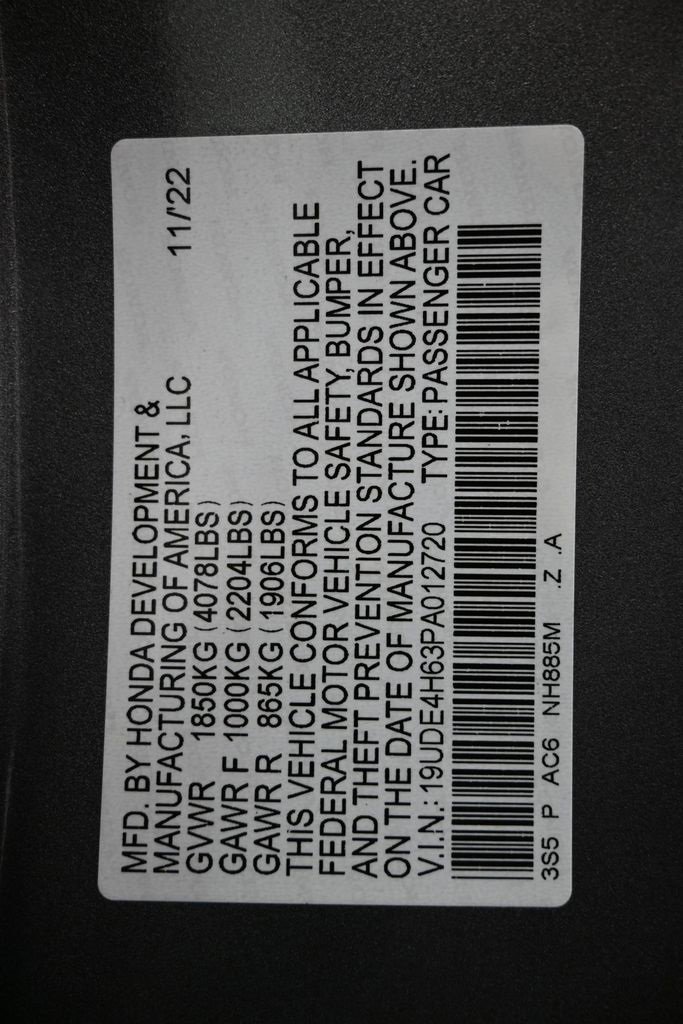 MFD. BY HONDA DEVELOPMENT &
MANUFACTURING OF AMERICA, LLC 11/'22
GVWR 1850KG (4078LBS)
GAWR F 1000KG (2204LBS)
GAWR R 865KG (1906LBS)
THIS VEHICLE CONFORMS TO ALL APPLICABLE
FEDERAL MOTOR VEHICLE SAFETY, BUMPER,
AND THEFT PREVENTION STANDARDS IN EFFECT
ON THE DATE OF MANUFACTURE SHOWN ABOVE.
V.I.N.: 19UDE4H63PA012720 TYPE: PASSENGER CAR
3S5 P AC6 NH885M .Z .A